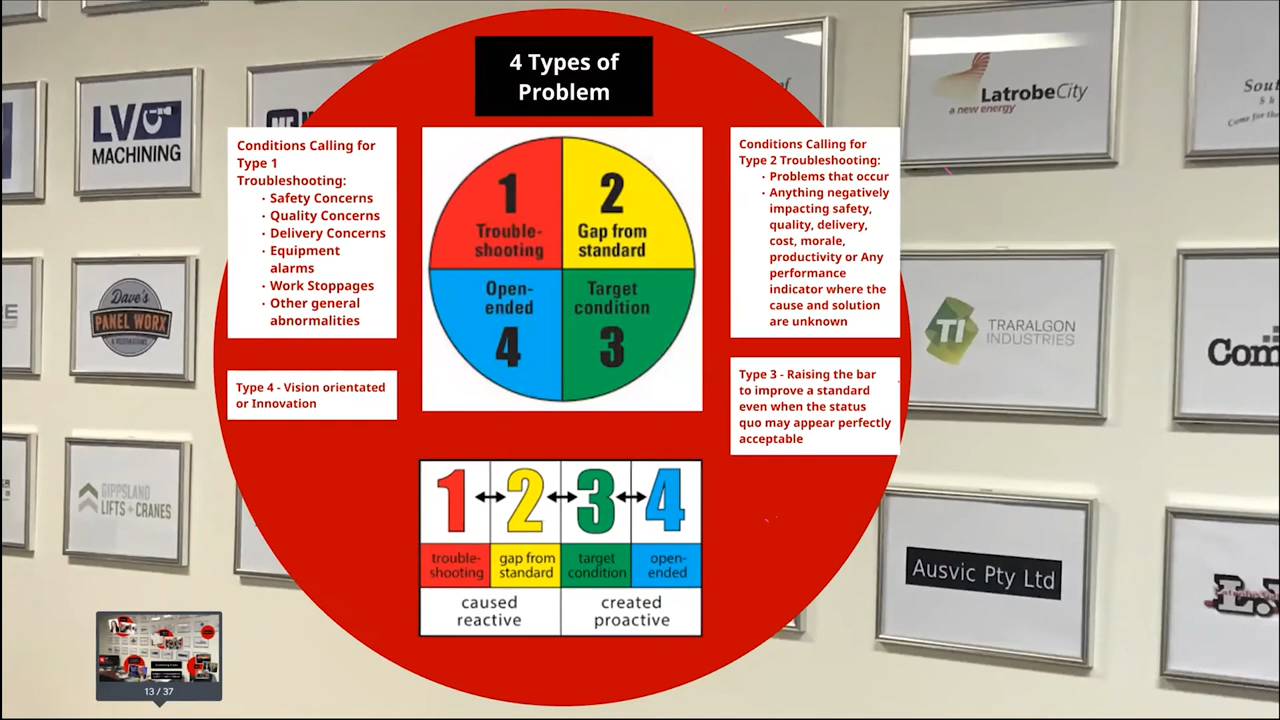 4 Types of
Problem
Conditions Calling for
Type 1
Troubleshooting:
· Safety Concerns
· Quality Concerns
· Delivery Concerns
· Equipment
alarms
· Work Stoppages
· Other general
abnormalities
Type 4 - Vision orientated
or Innovation
1
Trouble-
shooting
2
Gap from
standard
Open-
ended
4
Target
condition
3
Conditions Calling for
Type 2 Troubleshooting:
· Problems that occur
· Anything negatively
impacting safety,
quality, delivery,
cost, morale,
productivity or Any
performance
indicator where the
cause and solution
are unknown
Type 3 - Raising the bar
to improve a standard
even when the status
quo may appear perfectly
acceptable
1 2 3 4
trouble-
shooting
gap from
standard
target
condition
open-
ended
caused
reactive
created
proactive
LV
MACHINING
Dave's
PANEL WORX
GIPPSLAND
LIFTS + CRANES
Latrobe City
a new energy
TI
TRARALGON
INDUSTRIES
Ausvic Pty Ltd
Come for the
13 / 37